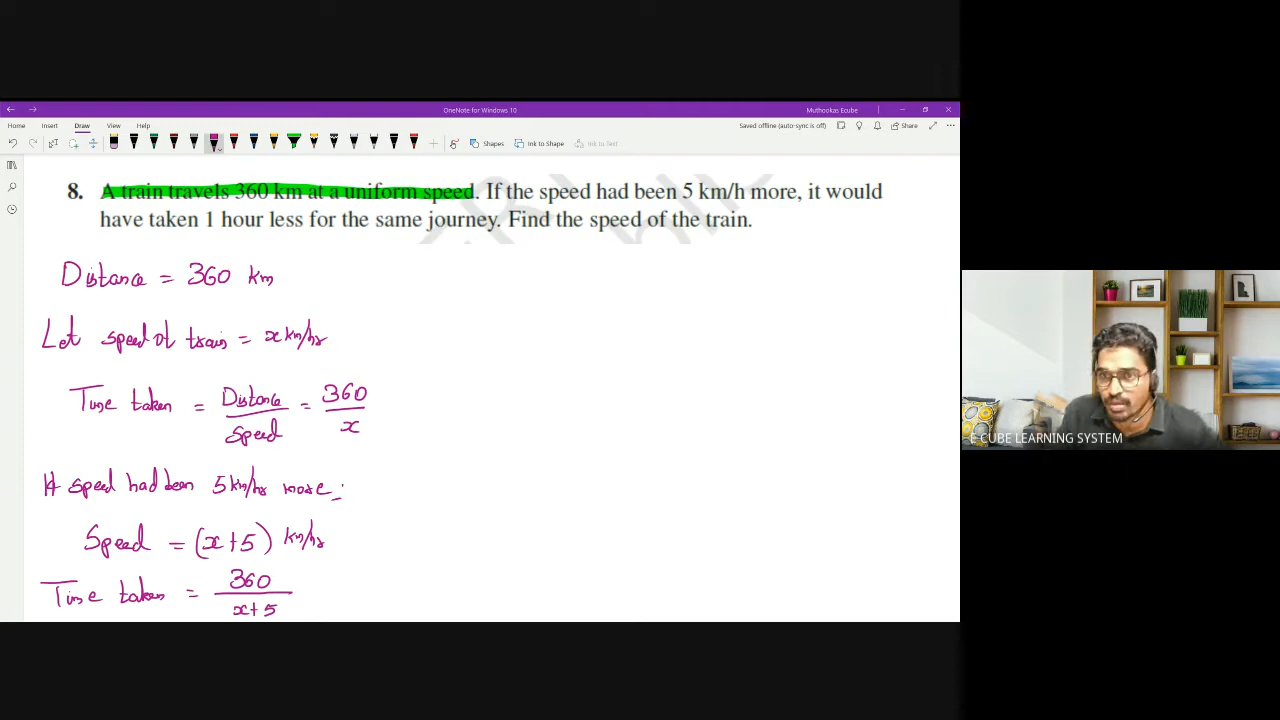 OneNote for Windows 10
Muthookas Ecube
Home Insert Draw View Help
Saved offline (auto-sync is off) Share
Shapes Ink to Shape Ink to Text
8. A train travels 360 km at a uniform speed. If the speed had been 5 km/h more, it would
have taken 1 hour less for the same journey. Find the speed of the train.
Distance = 360 km
Let speed of train = x km/hr
Time taken = Distance/Speed = 360/x
If speed had been 5 km/hr more :
Speed = (x+5) km/hr
Time taken = 360/x+5
E CUBE LEARNING SYSTEM